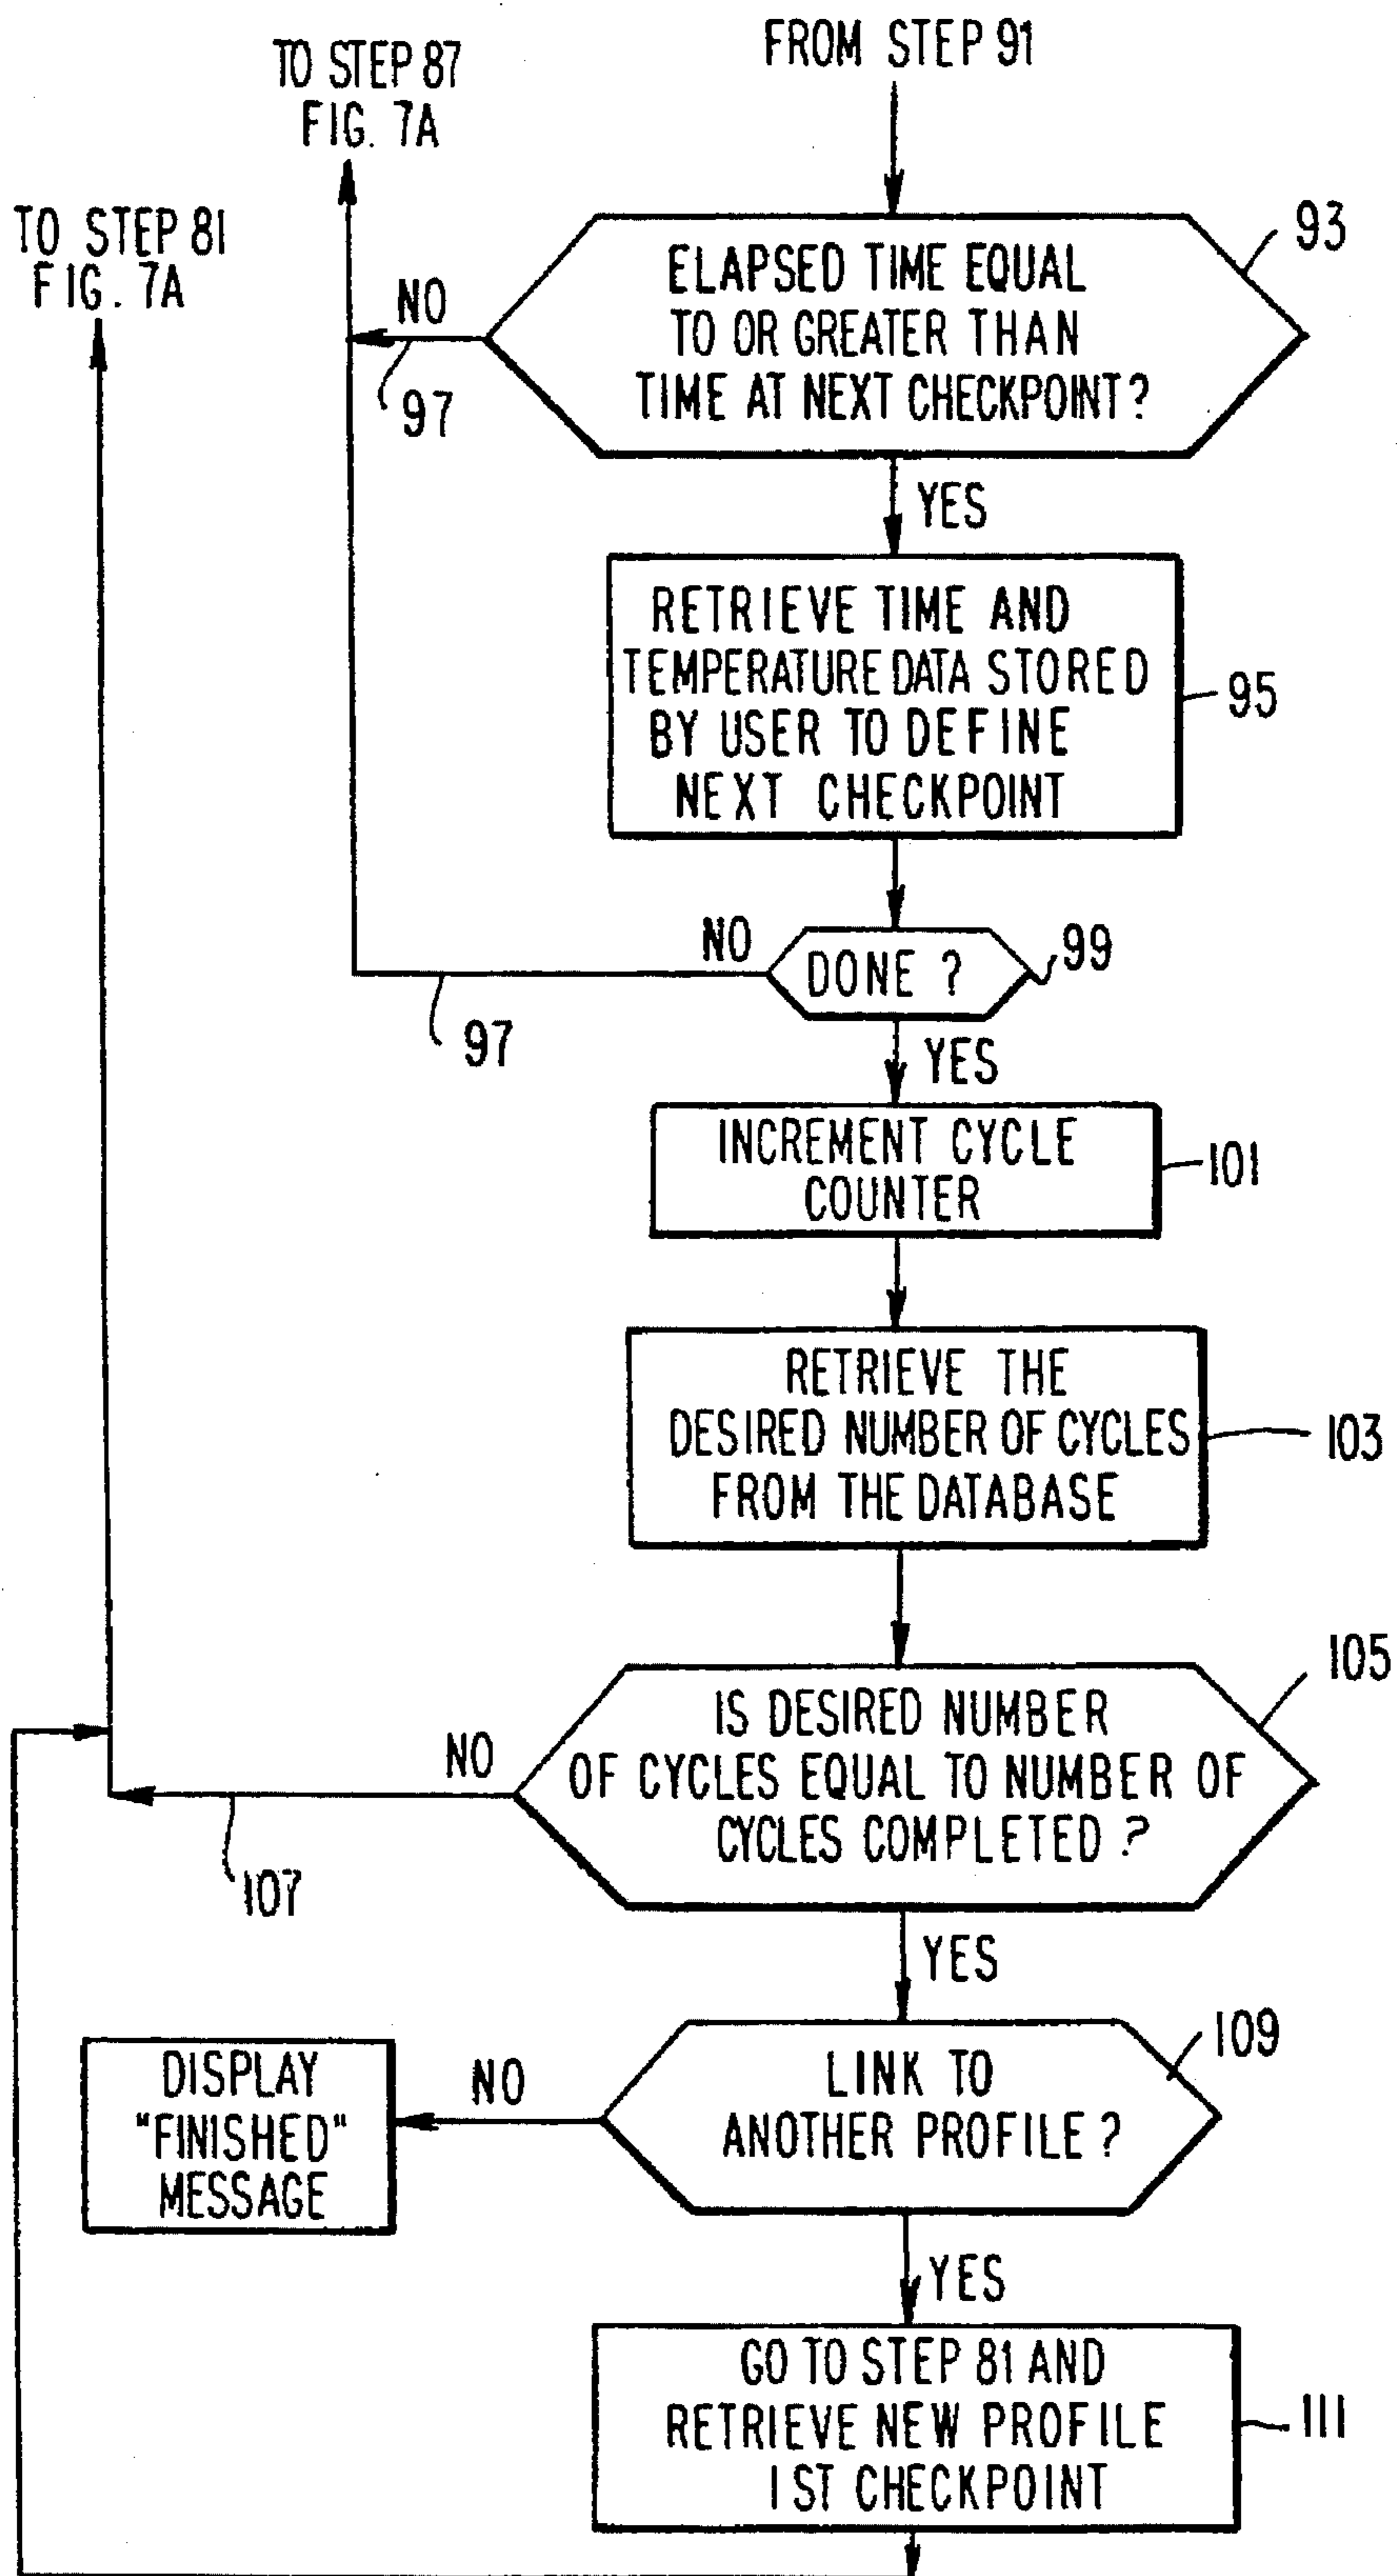 FROM STEP 91
TO STEP 87
FIG. 7A
TO STEP 81
FIG. 7A
93
ELAPSED TIME EQUAL
TO OR GREATER THAN
TIME AT NEXT CHECKPOINT?
NO
97
YES
RETRIEVE TIME AND
TEMPERATURE DATA STORED
BY USER TO DEFINE
NEXT CHECKPOINT
95
DONE ?
99
NO
97
YES
INCREMENT CYCLE
COUNTER
101
RETRIEVE THE
DESIRED NUMBER OF CYCLES
FROM THE DATABASE
103
105
IS DESIRED NUMBER
OF CYCLES EQUAL TO NUMBER OF
CYCLES COMPLETED ?
NO
107
YES
109
LINK TO
ANOTHER PROFILE ?
NO
DISPLAY
"FINISHED"
MESSAGE
YES
GO TO STEP 81 AND
RETRIEVE NEW PROFILE
1 ST CHECKPOINT
111